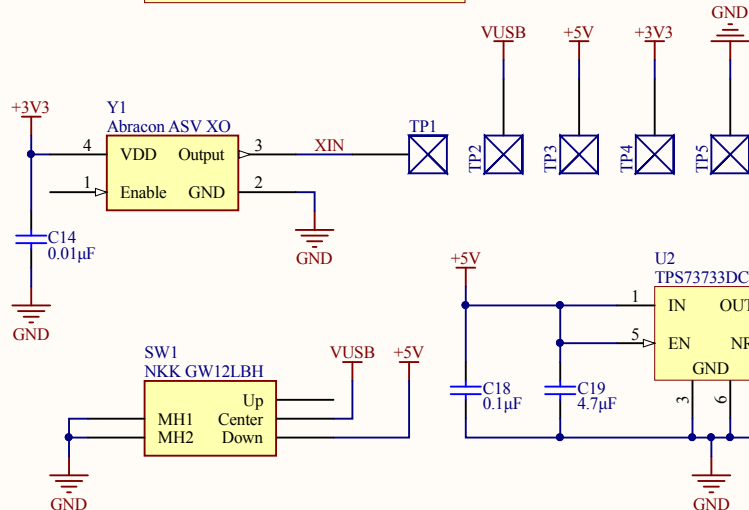 GND
VUSB
+5V
+3V3
+3V3
Y1
Abracon ASV XO
4
VDD
Output
3
XIN
TP1
TP2
TP3
TP4
TP5
1
Enable
GND
2
C14
0.01µF
GND
GND
+5V
U2
TPS73733DC
1
IN
OUT
5
EN
NR
GND
3
6
SW1
NKK GW12LBH
VUSB
+5V
Up
MH1
Center
MH2
Down
C18
0.1µF
C19
4.7µF
GND
GND